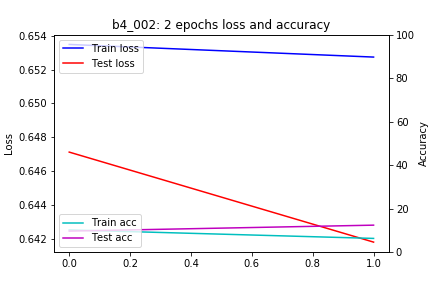 b4_002: 2 epochs loss and accuracy
0.654
0.652
0.650
0.648
0.646
0.644
0.642
Loss
Train loss
Test loss
Train acc
Test acc
100
80
60
40
20
0
Accuracy
0.0 0.2 0.4 0.6 0.8 1.0